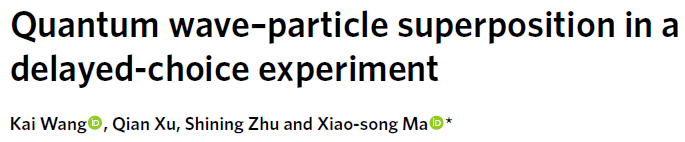 Quantum wave–particle superposition in a
delayed-choice experiment
Kai Wang, Qian Xu, Shining Zhu and Xiao-song Ma*